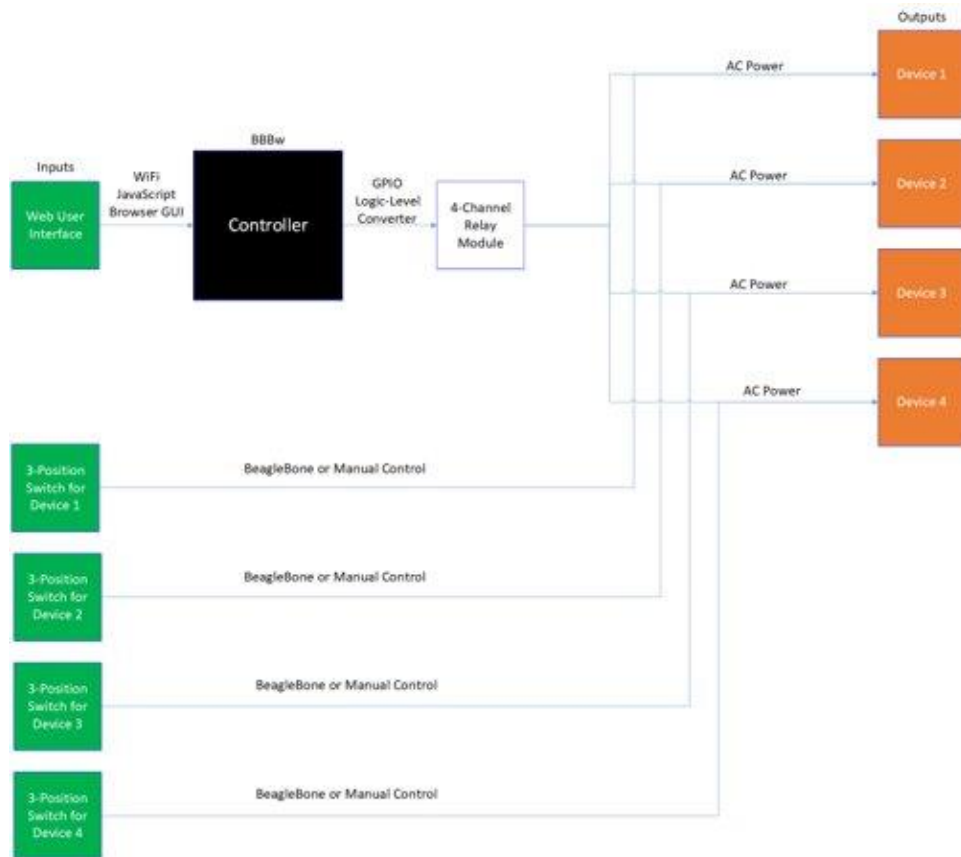 Outputs
AC Power
Device 1
BBBw
Inputs
WiFi
JavaScript
Browser GUI
GPIO
Logic-Level
Converter
AC Power
Device 2
Web User
Interface
Controller
4-Channel
Relay
Module
AC Power
Device 3
AC Power
Device 4
3-Position
Switch for
Device 1
BeagleBone or Manual Control
3-Position
Switch for
Device 2
BeagleBone or Manual Control
3-Position
Switch for
Device 3
BeagleBone or Manual Control
3-Position
Switch for
Device 4
BeagleBone or Manual Control